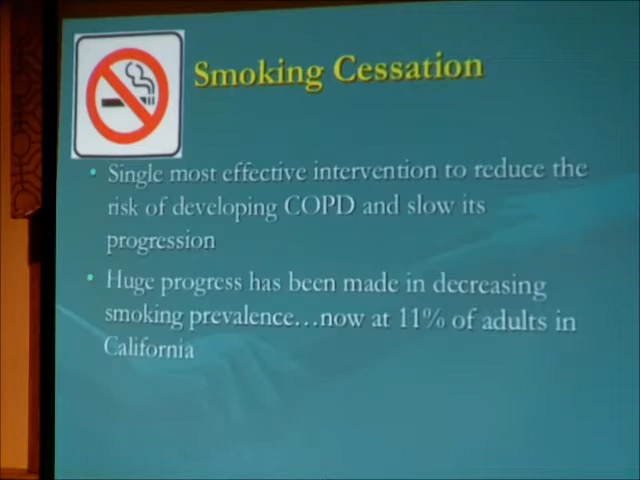 Smoking Cessation
• Single most effective intervention to reduce the
risk of developing COPD and slow its
progression
• Huge progress has been made in decreasing
smoking prevalence...now at 11% of adults in
California